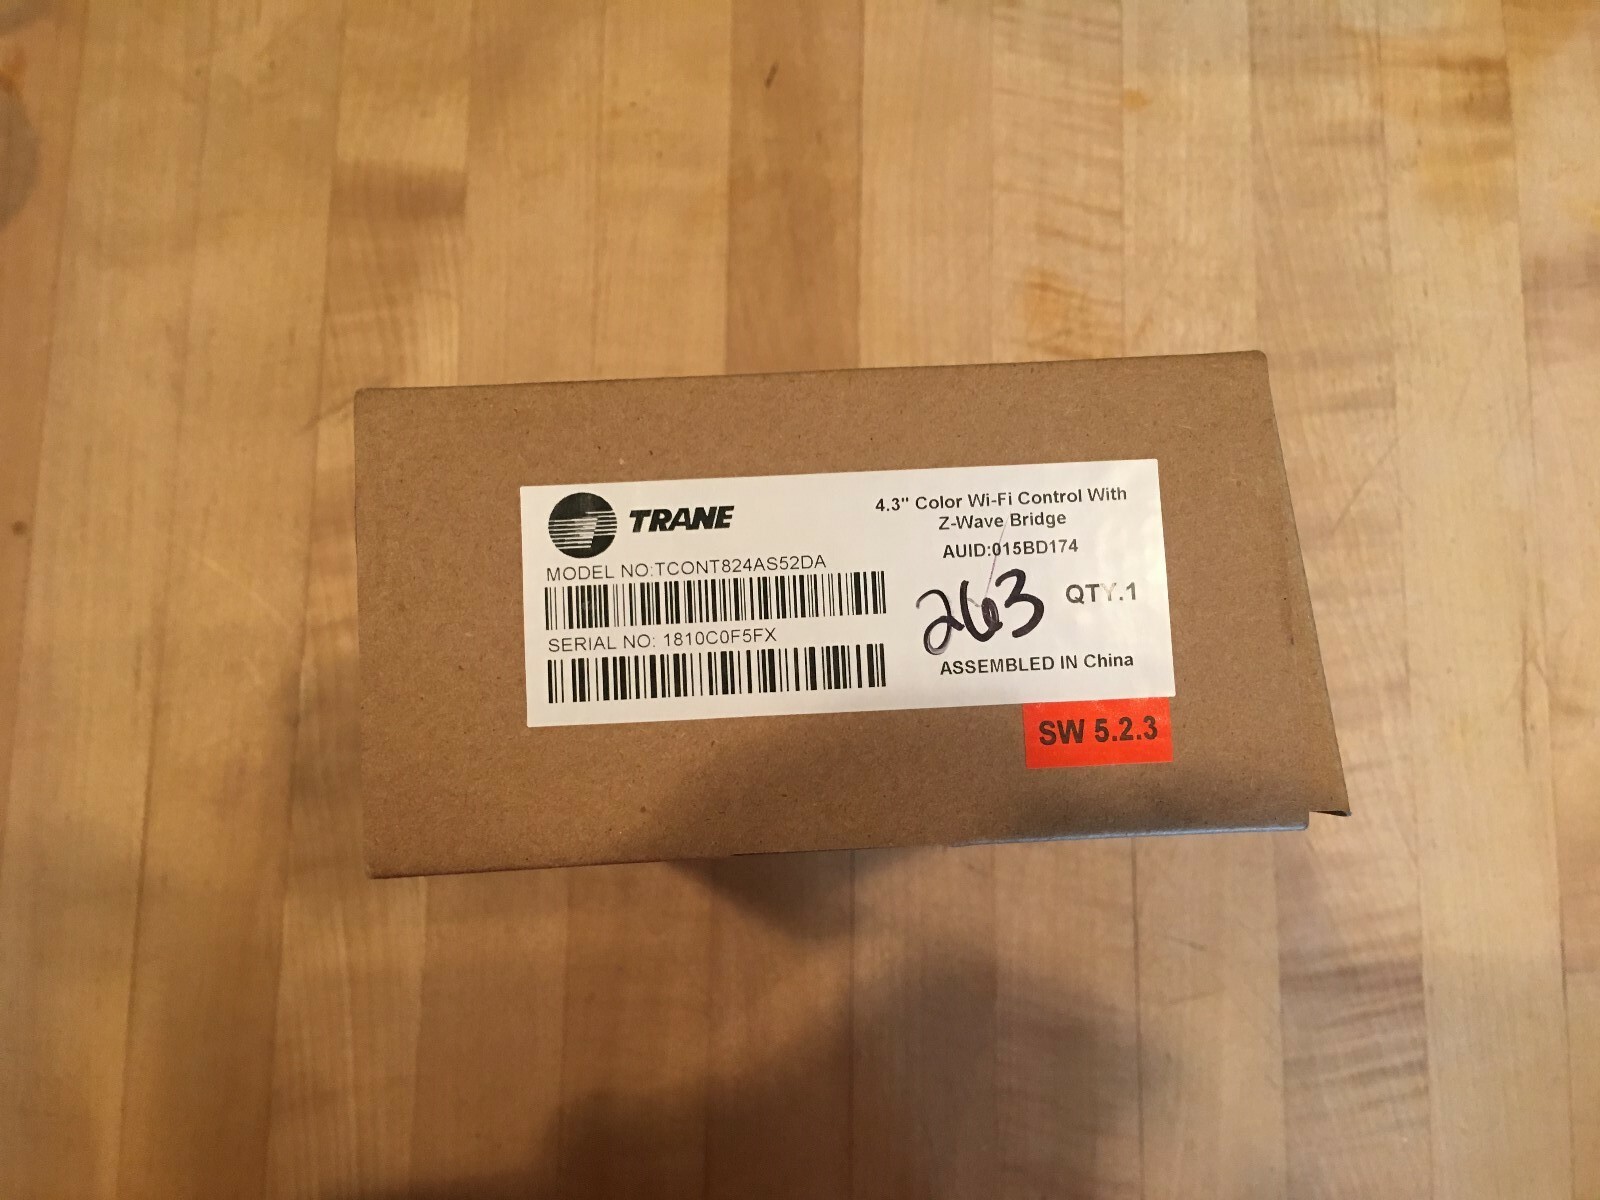 TRANE
MODEL NO:TCONT824AS52DA
SERIAL NO: 1810C0F5FX
4.3" Color Wi-Fi Control With
Z-Wave Bridge
AUID:015BD174
263
QTY.1
ASSEMBLED IN China
SW 5.2.3